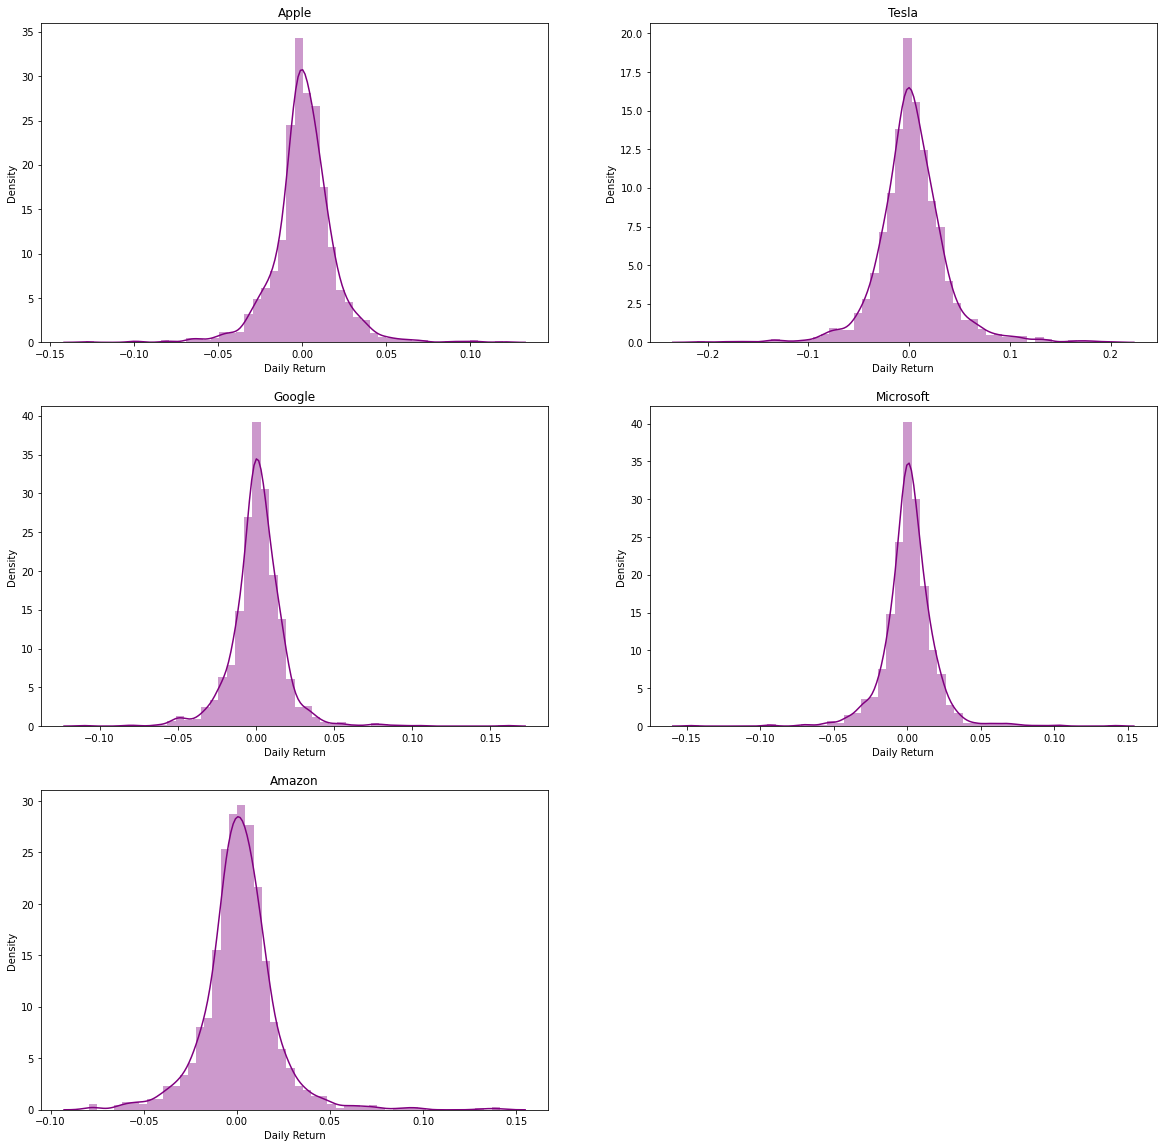 Apple
35
30
25
20
15
10
5
0
Density
−0.15 −0.10 −0.05 0.00 0.05 0.10
Daily Return
Tesla
20.0
17.5
15.0
12.5
10.0
7.5
5.0
2.5
0.0
Density
−0.2 −0.1 0.0 0.1 0.2
Daily Return
Google
40
35
30
25
20
15
10
5
0
Density
−0.10 −0.05 0.00 0.05 0.10 0.15
Daily Return
Microsoft
40
35
30
25
20
15
10
5
0
Density
−0.15 −0.10 −0.05 0.00 0.05 0.10 0.15
Daily Return
Amazon
30
25
20
15
10
5
0
Density
−0.10 −0.05 0.00 0.05 0.10 0.15
Daily Return